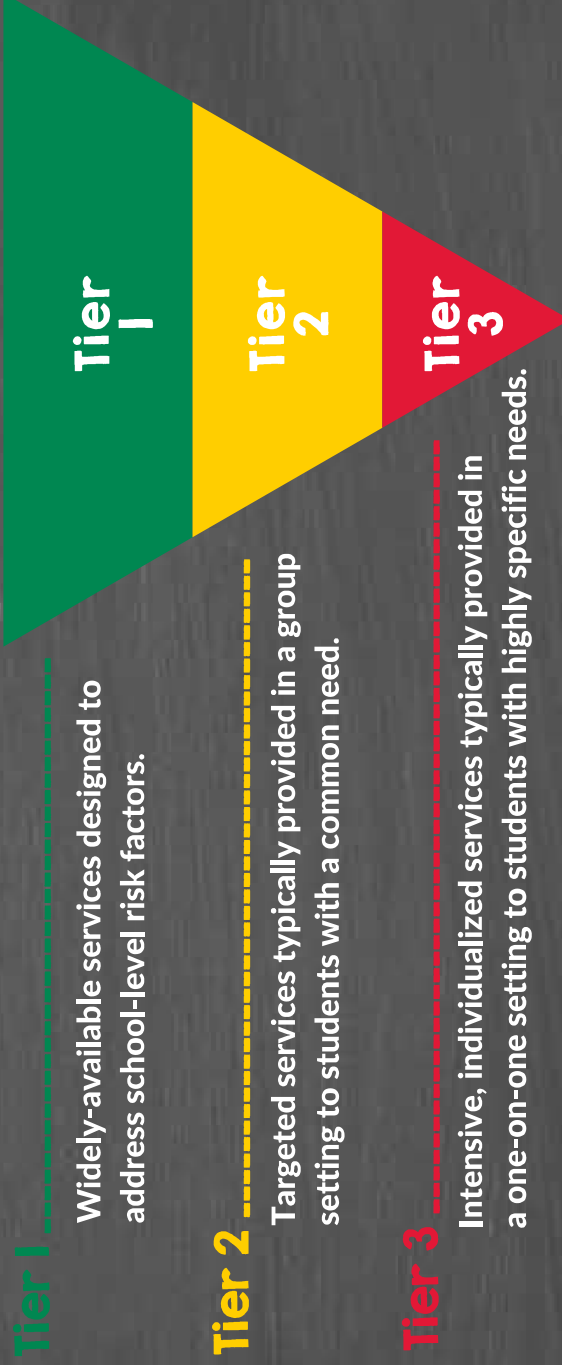 Tier 1
Widely-available services designed to
address school-level risk factors.
Tier 2
Targeted services typically provided in a group
setting to students with a common need.
Tier 3
Intensive, individualized services typically provided in
a one-on-one setting to students with highly specific needs.
Tier
1
Tier
2
Tier
3